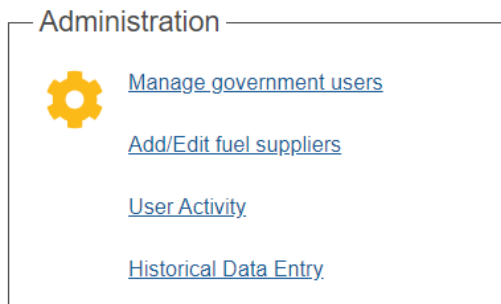 Administration
Manage government users
Add/Edit fuel suppliers
User Activity
Historical Data Entry